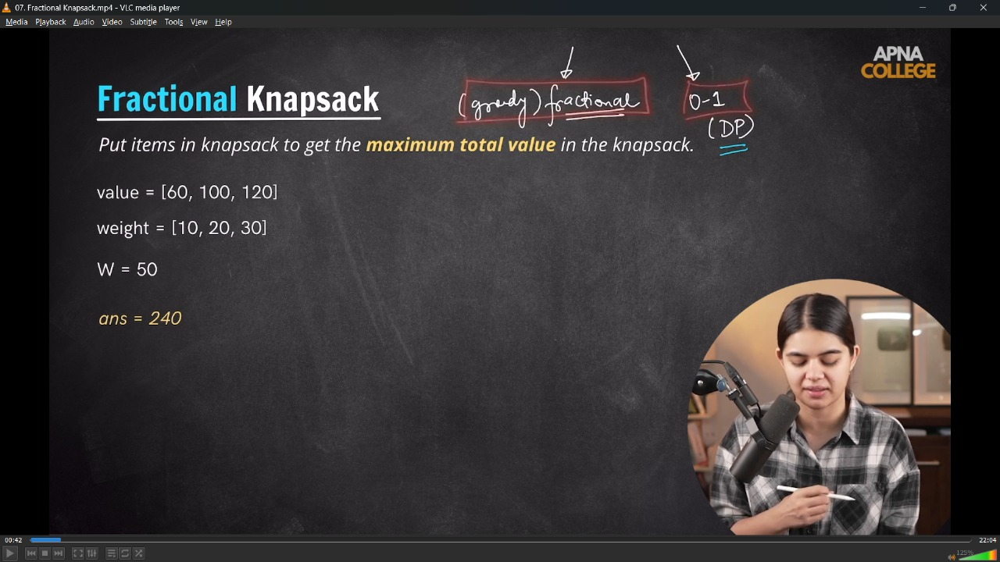 07. Fractional Knapsack.mp4 - VLC media player
Media Playback Audio Video Subtitle Tools View Help
APNA
COLLEGE
Fractional Knapsack
(greedy) fractional
0-1
(DP)
Put items in knapsack to get the maximum total value in the knapsack.
value = [60, 100, 120]
weight = [10, 20, 30]
W = 50
ans = 240
00:42
22:04
125%